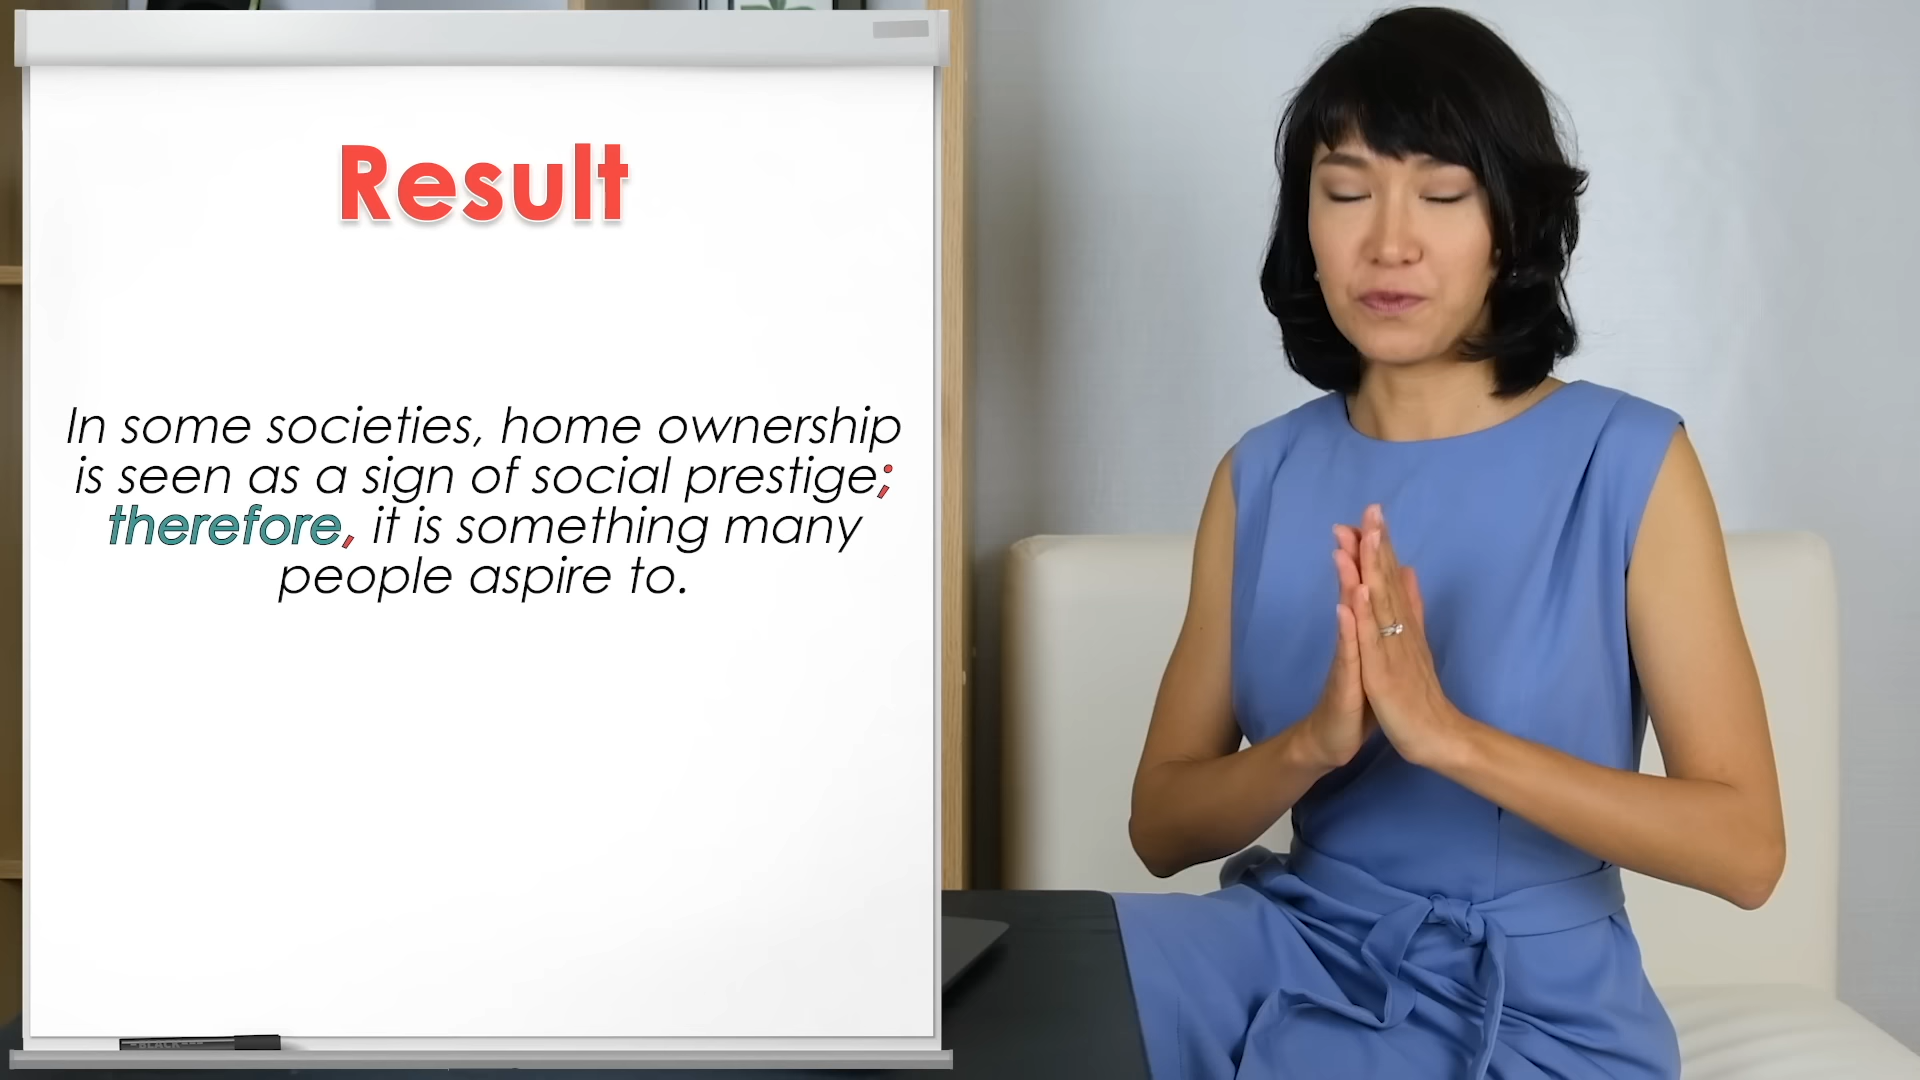 Result
In some societies, home ownership
is seen as a sign of social prestige;
therefore, it is something many
people aspire to.
BLACK